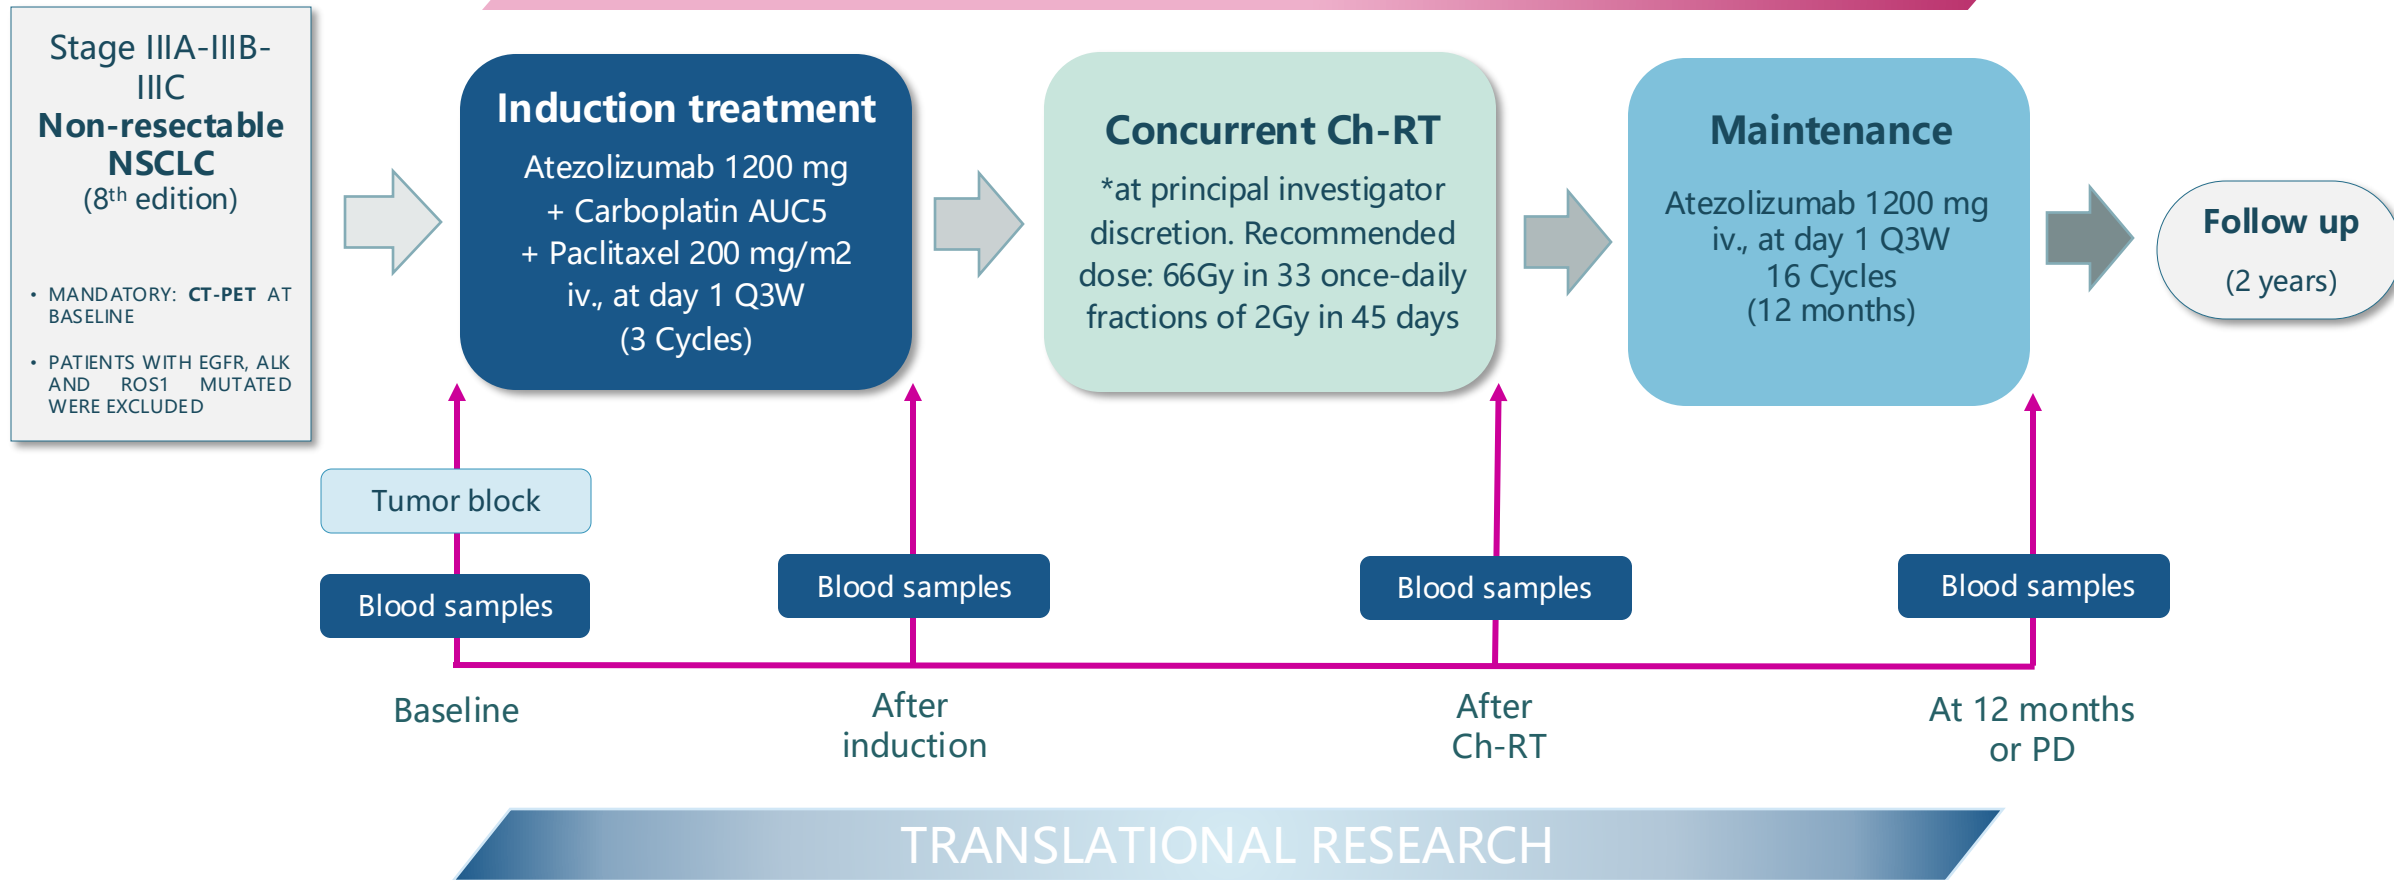 Stage IIIA-IIIB-
IIIC
Non-resectable
NSCLC
(8th edition)
• MANDATORY: CT-PET AT
BASELINE
• PATIENTS WITH EGFR, ALK
AND ROS1 MUTATED
WERE EXCLUDED
Induction treatment
Atezolizumab 1200 mg
+ Carboplatin AUC5
+ Paclitaxel 200 mg/m2
iv., at day 1 Q3W
(3 Cycles)
Concurrent Ch-RT
*at principal investigator
discretion. Recommended
dose: 66Gy in 33 once-daily
fractions of 2Gy in 45 days
Maintenance
Atezolizumab 1200 mg
iv., at day 1 Q3W
16 Cycles
(12 months)
Follow up
(2 years)
Tumor block
Blood samples
Blood samples
Blood samples
Blood samples
Baseline
After
induction
After
Ch-RT
At 12 months
or PD
TRANSLATIONAL RESEARCH